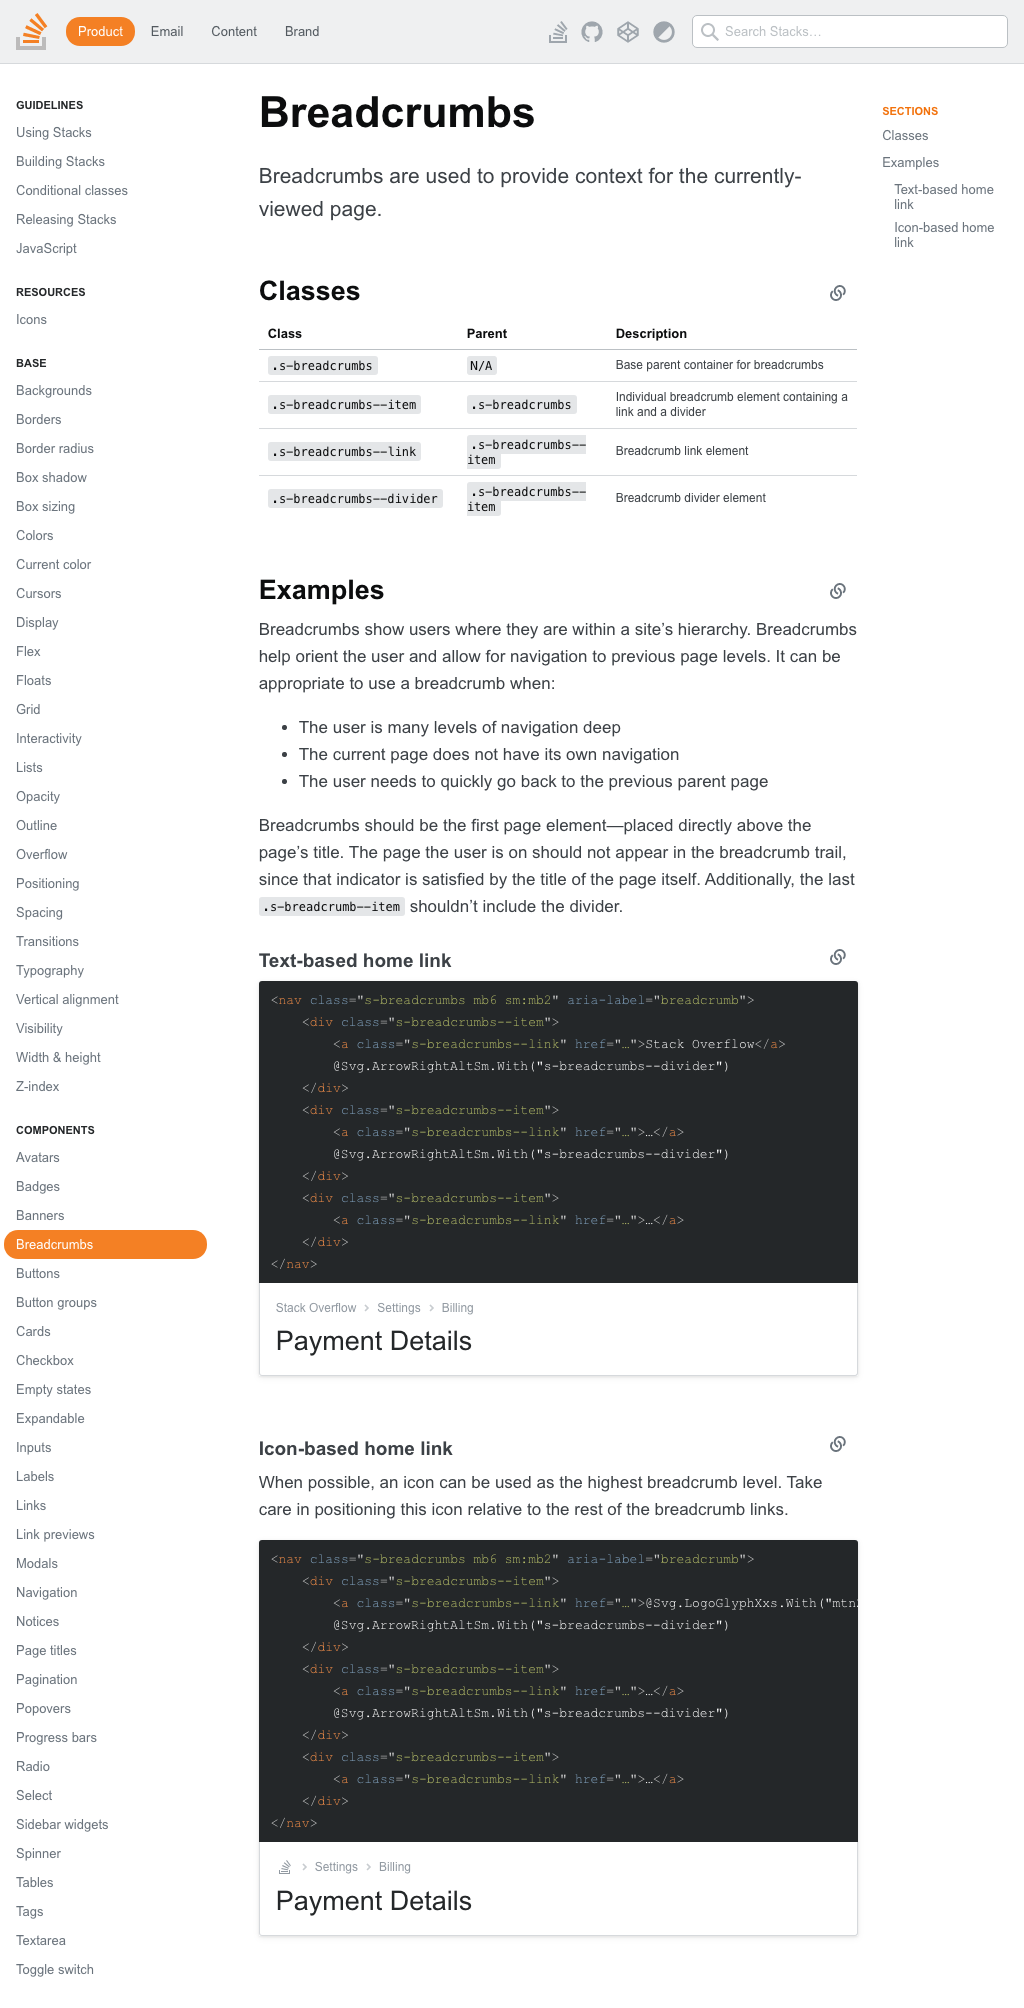 Product Email Content Brand
Search Stacks…
GUIDELINES
Using Stacks
Building Stacks
Conditional classes
Releasing Stacks
JavaScript
RESOURCES
Icons
BASE
Backgrounds
Borders
Border radius
Box shadow
Box sizing
Colors
Current color
Cursors
Display
Flex
Floats
Grid
Interactivity
Lists
Opacity
Outline
Overflow
Positioning
Spacing
Transitions
Typography
Vertical alignment
Visibility
Width & height
Z-index
COMPONENTS
Avatars
Badges
Banners
Breadcrumbs
Buttons
Button groups
Cards
Checkbox
Empty states
Expandable
Inputs
Labels
Links
Link previews
Modals
Navigation
Notices
Page titles
Pagination
Popovers
Progress bars
Radio
Select
Sidebar widgets
Spinner
Tables
Tags
Textarea
Toggle switch
Breadcrumbs
Breadcrumbs are used to provide context for the currently-
viewed page.
Classes
Class Parent Description
.s-breadcrumbs N/A Base parent container for breadcrumbs
.s-breadcrumbs--item .s-breadcrumbs Individual breadcrumb element containing a
link and a divider
.s-breadcrumbs--link .s-breadcrumbs-- Breadcrumb link element
item
.s-breadcrumbs--divider .s-breadcrumbs-- Breadcrumb divider element
item
Examples
Breadcrumbs show users where they are within a site’s hierarchy. Breadcrumbs
help orient the user and allow for navigation to previous page levels. It can be
appropriate to use a breadcrumb when:
• The user is many levels of navigation deep
• The current page does not have its own navigation
• The user needs to quickly go back to the previous parent page
Breadcrumbs should be the first page element—placed directly above the
page’s title. The page the user is on should not appear in the breadcrumb trail,
since that indicator is satisfied by the title of the page itself. Additionally, the last
.s-breadcrumb--item shouldn’t include the divider.
Text-based home link
<nav class="s-breadcrumbs mb6 sm:mb2" aria-label="breadcrumb">
    <div class="s-breadcrumbs--item">
        <a class="s-breadcrumbs--link" href="…">Stack Overflow</a>
        @Svg.ArrowRightAltSm.With("s-breadcrumbs--divider")
    </div>
    <div class="s-breadcrumbs--item">
        <a class="s-breadcrumbs--link" href="…">…</a>
        @Svg.ArrowRightAltSm.With("s-breadcrumbs--divider")
    </div>
    <div class="s-breadcrumbs--item">
        <a class="s-breadcrumbs--link" href="…">…</a>
    </div>
</nav>
Stack Overflow > Settings > Billing
Payment Details
Icon-based home link
When possible, an icon can be used as the highest breadcrumb level. Take
care in positioning this icon relative to the rest of the breadcrumb links.
<nav class="s-breadcrumbs mb6 sm:mb2" aria-label="breadcrumb">
    <div class="s-breadcrumbs--item">
        <a class="s-breadcrumbs--link" href="…">@Svg.LogoGlyphXxs.With("mtn
        @Svg.ArrowRightAltSm.With("s-breadcrumbs--divider")
    </div>
    <div class="s-breadcrumbs--item">
        <a class="s-breadcrumbs--link" href="…">…</a>
        @Svg.ArrowRightAltSm.With("s-breadcrumbs--divider")
    </div>
    <div class="s-breadcrumbs--item">
        <a class="s-breadcrumbs--link" href="…">…</a>
    </div>
</nav>
> Settings > Billing
Payment Details
SECTIONS
Classes
Examples
Text-based home
link
Icon-based home
link